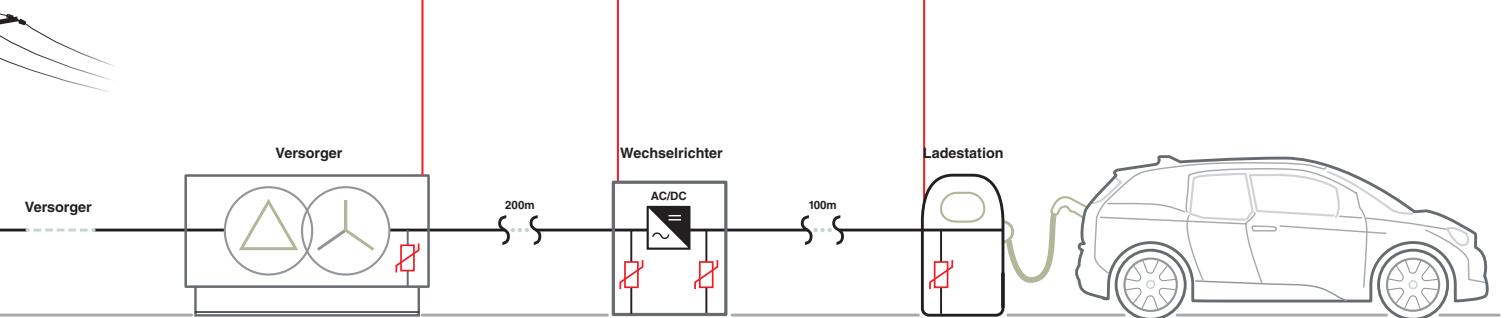 Versorger
Versorger
200m
Wechselrichter
AC/DC
100m
Ladestation